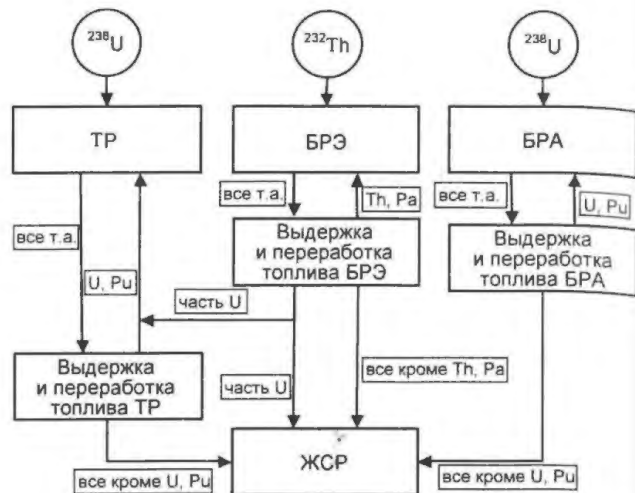 238U
232Th
238U
ТР
БРЭ
БРА
все т.а.
Th, Pa
все т.а.
U, Pu
все т.а.
Выдержка
и переработка
топлива БРЭ
Выдержка
и переработка
топлива БРА
U, Pu
часть U
Выдержка
и переработка
топлива ТР
часть U
все кроме Th, Pa
ЖСР
все кроме U, Pu
все кроме U, Pu